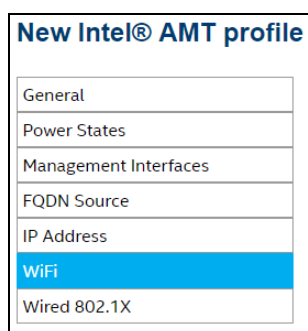 New Intel® AMT profile
General
Power States
Management Interfaces
FQDN Source
IP Address
WiFi
Wired 802.1X